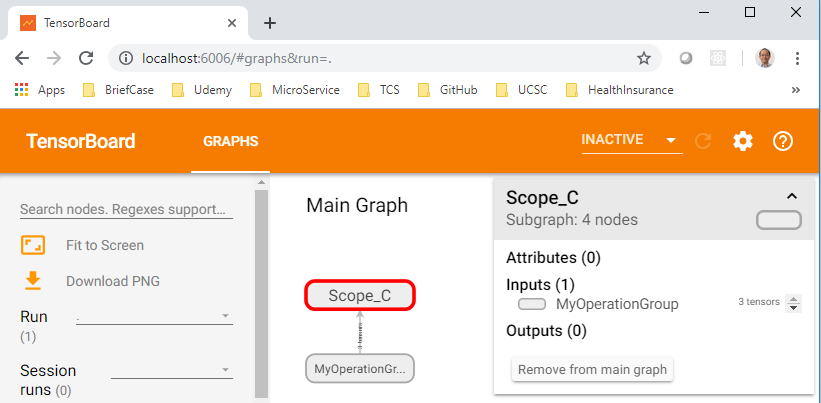 TensorBoard
localhost:6006/#graphs&run=.
Apps BriefCase Udemy MicroService TCS GitHub UCSC HealthInsurance »
TensorBoard GRAPHS INACTIVE
Search nodes. Regexes support...
Fit to Screen
Download PNG
Run .
(1)
Session
runs (0)
Main Graph
Scope_C
3 tensors
MyOperationGr...
Scope_C
Subgraph: 4 nodes
Attributes (0)
Inputs (1)
MyOperationGroup 3 tensors
Outputs (0)
Remove from main graph